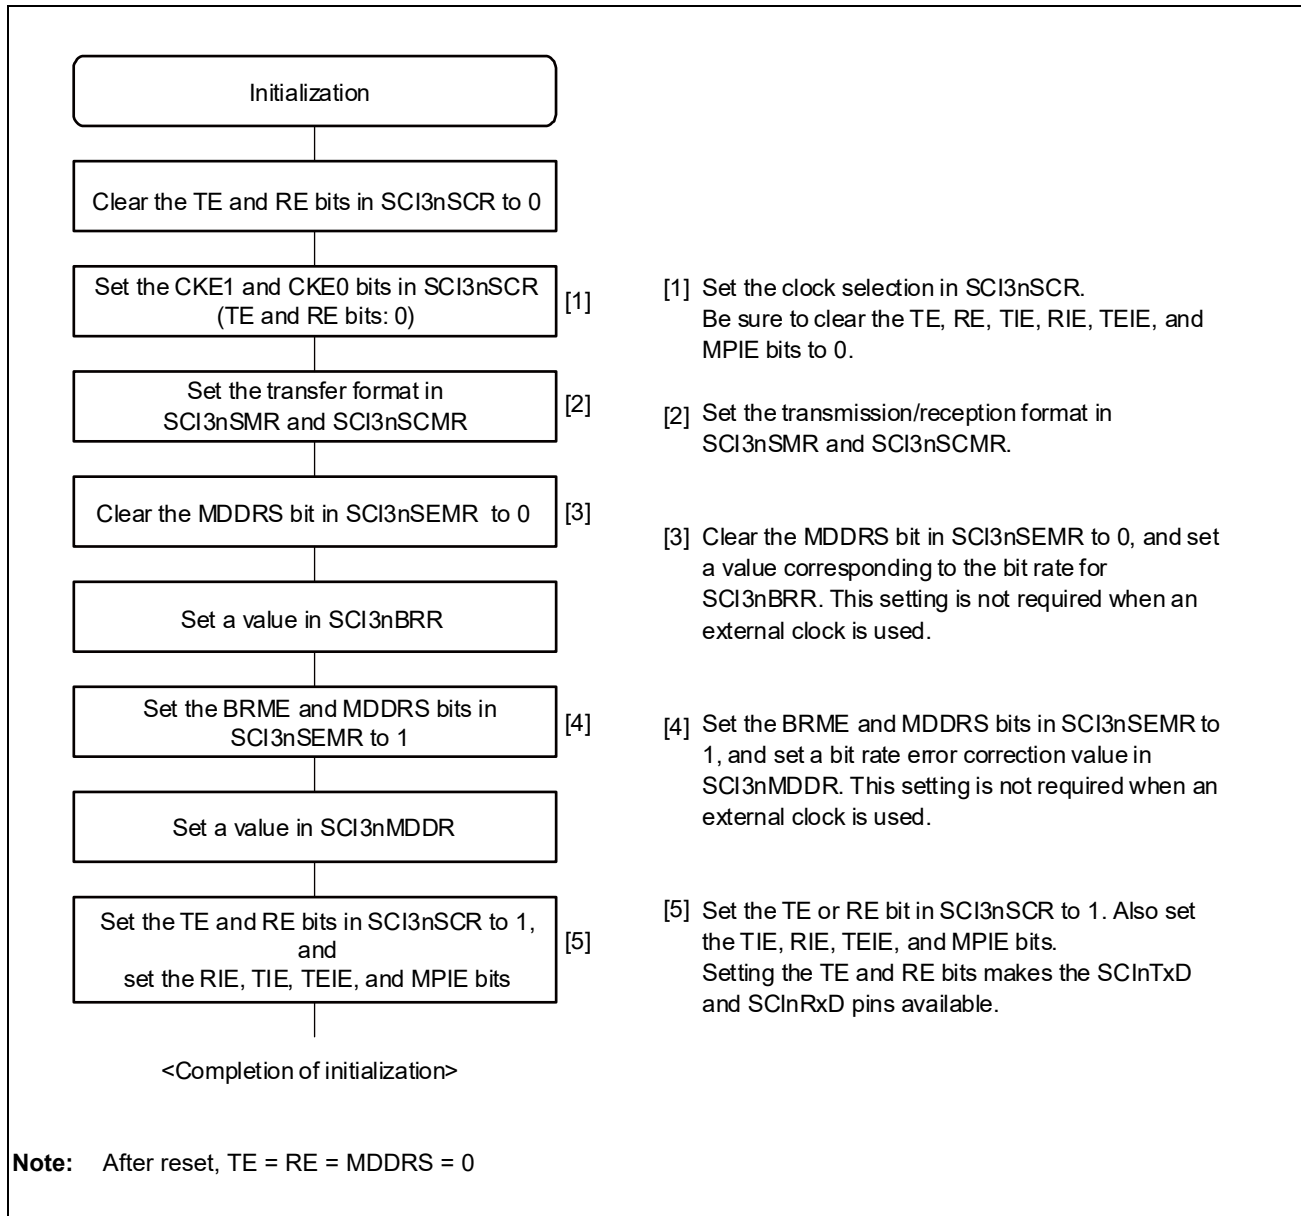 Initialization
Clear the TE and RE bits in SCI3nSCR to 0
Set the CKE1 and CKE0 bits in SCI3nSCR
(TE and RE bits: 0)
[1]
[1] Set the clock selection in SCI3nSCR.
Be sure to clear the TE, RE, TIE, RIE, TEIE, and
MPIE bits to 0.
Set the transfer format in
SCI3nSMR and SCI3nSCMR
[2]
[2] Set the transmission/reception format in
SCI3nSMR and SCI3nSCMR.
Clear the MDDRS bit in SCI3nSEMR to 0
[3]
[3] Clear the MDDRS bit in SCI3nSEMR to 0, and set
a value corresponding to the bit rate for
SCI3nBRR. This setting is not required when an
external clock is used.
Set a value in SCI3nBRR
Set the BRME and MDDRS bits in
SCI3nSEMR to 1
[4]
[4] Set the BRME and MDDRS bits in SCI3nSEMR to
1, and set a bit rate error correction value in
SCI3nMDDR. This setting is not required when an
external clock is used.
Set a value in SCI3nMDDR
Set the TE and RE bits in SCI3nSCR to 1,
and
set the RIE, TIE, TEIE, and MPIE bits
[5]
[5] Set the TE or RE bit in SCI3nSCR to 1. Also set
the TIE, RIE, TEIE, and MPIE bits.
Setting the TE and RE bits makes the SCInTxD
and SCInRxD pins available.
<Completion of initialization>
Note: After reset, TE = RE = MDDRS = 0